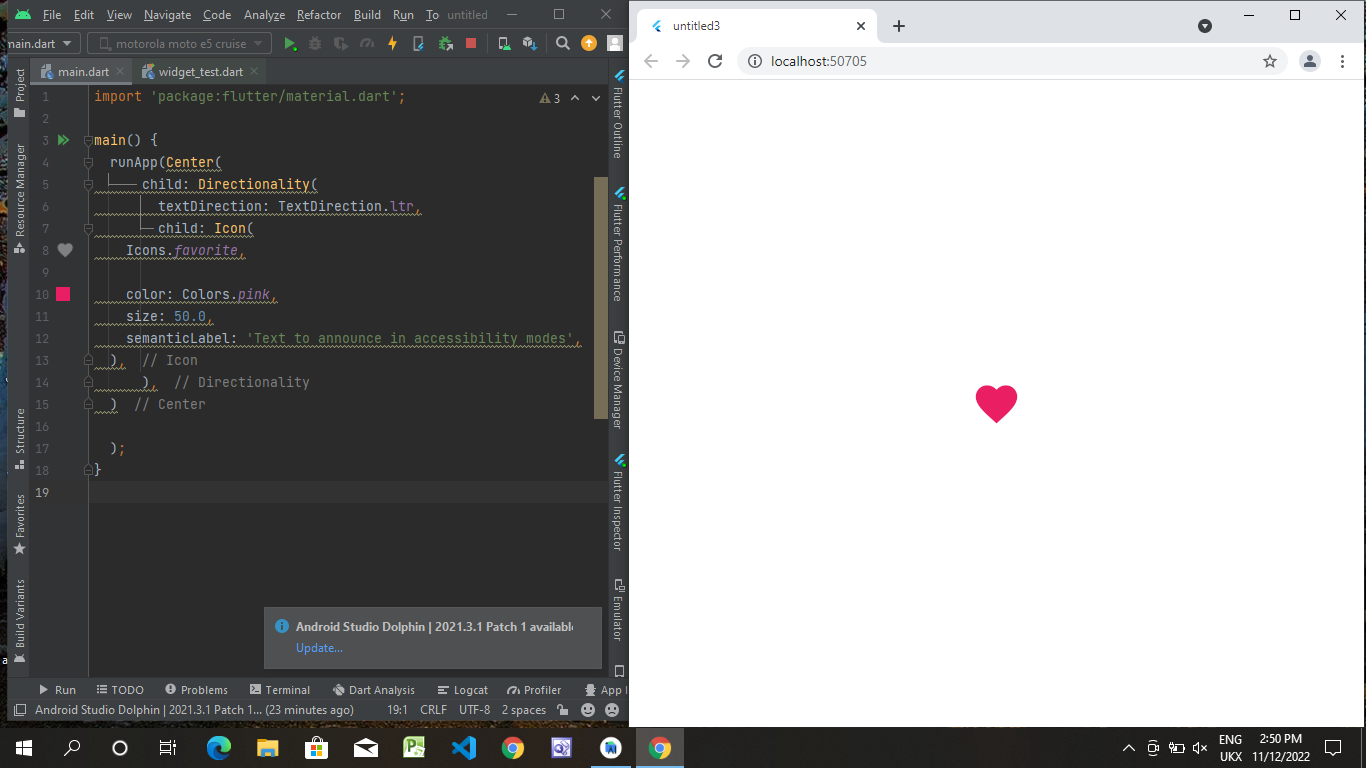 File Edit View Navigate Code Analyze Refactor Build Run To untitled
main.dart motorola moto e5 cruise
main.dart widget_test.dart
1 import 'package:flutter/material.dart'; 3
2
3 main() {
4 runApp(Center(
5 child: Directionality(
6 textDirection: TextDirection.ltr,
7 child: Icon(
8 Icons.favorite,
9
10 color: Colors.pink,
11 size: 50.0,
12 semanticLabel: 'Text to announce in accessibility modes',
13 ), // Icon
14 ), // Directionality
15 ) // Center
16
17 );
18 }
19
Project
Resource Manager
Structure
Favorites
Build Variants
Flutter Outline
Flutter Performance
Device Manager
Flutter Inspector
Emulator
Android Studio Dolphin | 2021.3.1 Patch 1 available
Update...
Run TODO Problems Terminal Dart Analysis Logcat Profiler App I
Android Studio Dolphin | 2021.3.1 Patch 1... (23 minutes ago) 19:1 CRLF UTF-8 2 spaces
untitled3
localhost:50705
ENG
UKX
2:50 PM
11/12/2022